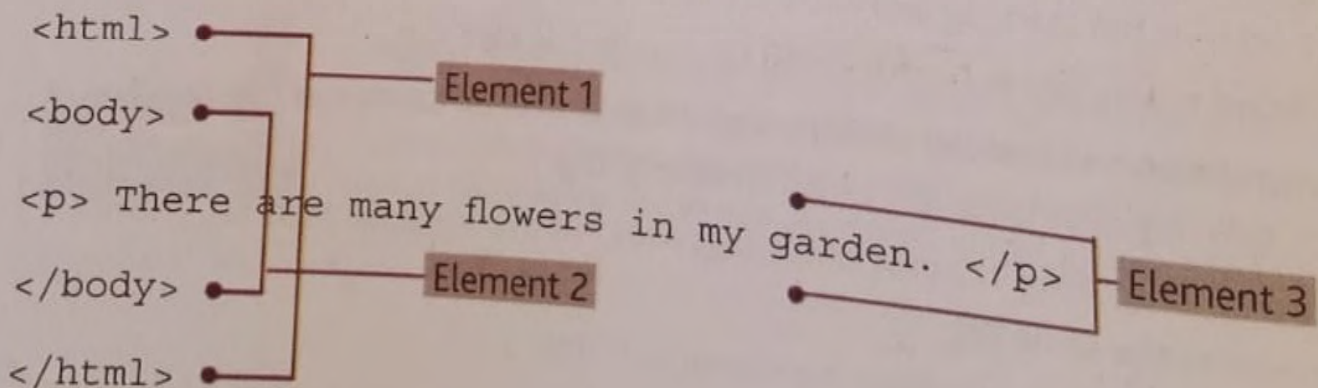 <html>
Element 1
<body>
<p> There are many flowers in my garden. </p>
</body>
Element 2
Element 3
</html>